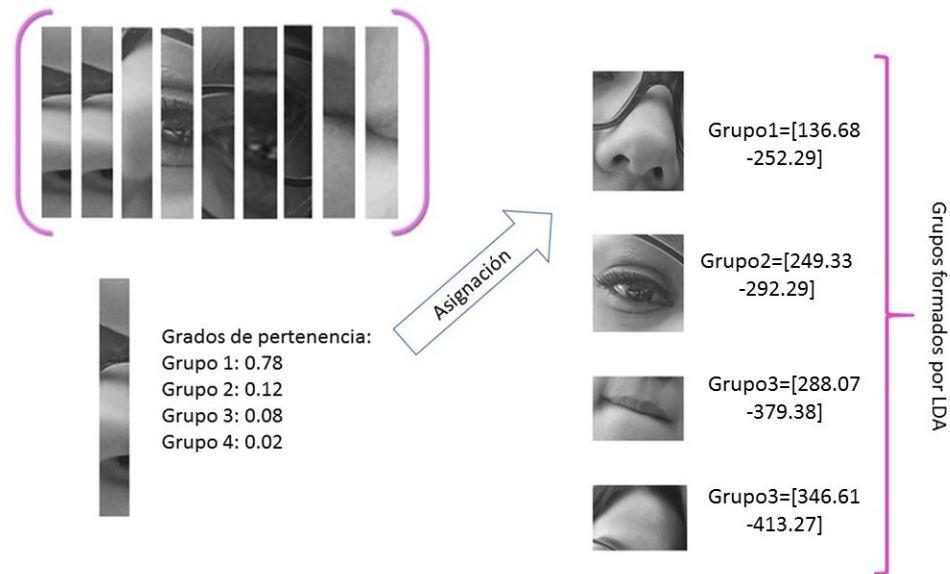 Grados de pertenencia:
Grupo 1: 0.78
Grupo 2: 0.12
Grupo 3: 0.08
Grupo 4: 0.02
Asignación
Grupo1=[136.68
-252.29]
Grupo2=[249.33
-292.29]
Grupo3=[288.07
-379.38]
Grupo3=[346.61
-413.27]
Grupos formados por LDA